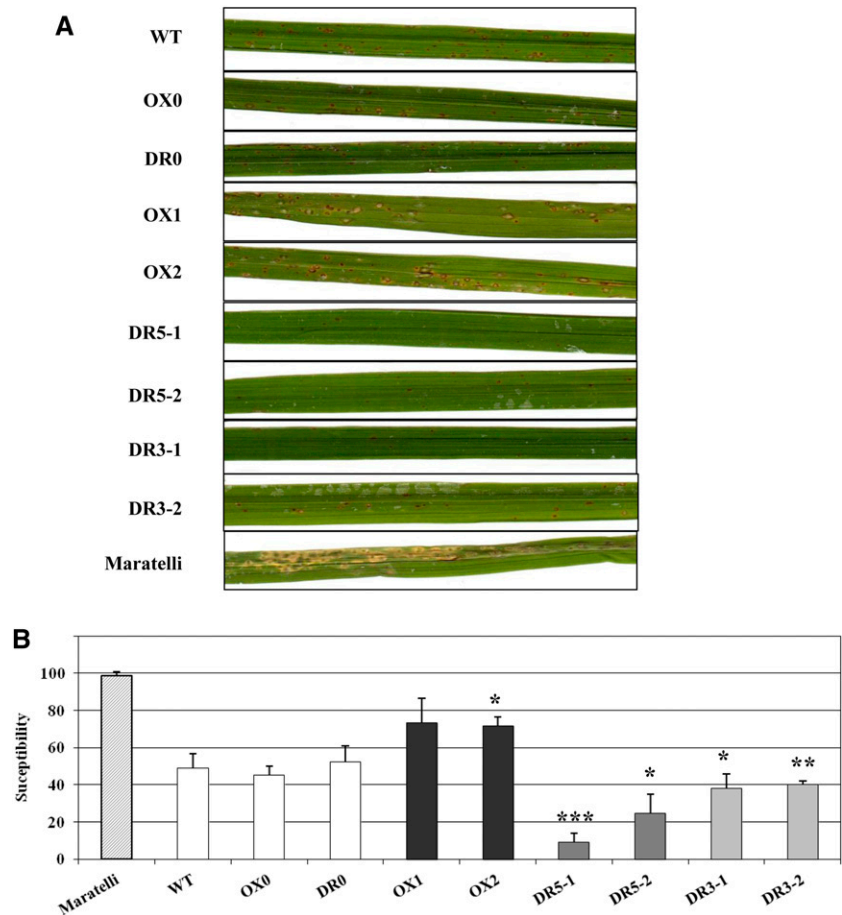 A
WT
OX0
DR0
OX1
OX2
DR5-1
DR5-2
DR3-1
DR3-2
Maratelli
B
Suceptibility
100
80
60
40
20
0
*
***
*
*
**
Maratelli
WT
OX0
DR0
OX1
OX2
DR5-1
DR5-2
DR3-1
DR3-2